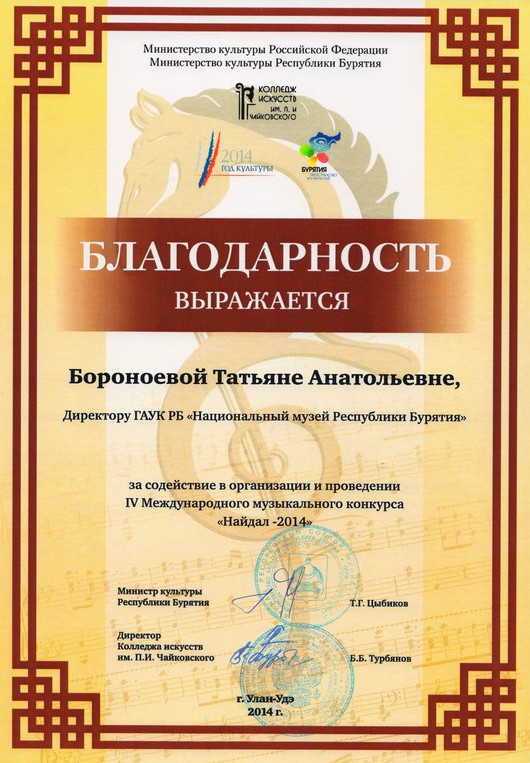 Министерство культуры Российской Федерации
Министерство культуры Республики Бурятия
КОЛЛЕДЖ
ИСКУССТВ
ИМ. П. И
ЧАЙКОВСКОГО
2014
ГОД КУЛЬТУРЫ
БУРЯТИЯ
БЛАГОДАРНОСТЬ
ВЫРАЖАЕТСЯ
Бороноевой Татьяне Анатольевне,
Директору ГАУК РБ «Национальный музей Республики Бурятия»
за содействие в организации и проведении
IV Международного музыкального конкурса
«Найдал -2014»
Министр культуры
Республики Бурятия
Т.Г. Цыбиков
Директор
Колледжа искусств
им. П.И. Чайковского
Б.Б. Турбянов
г. Улан-Удэ
2014 г.